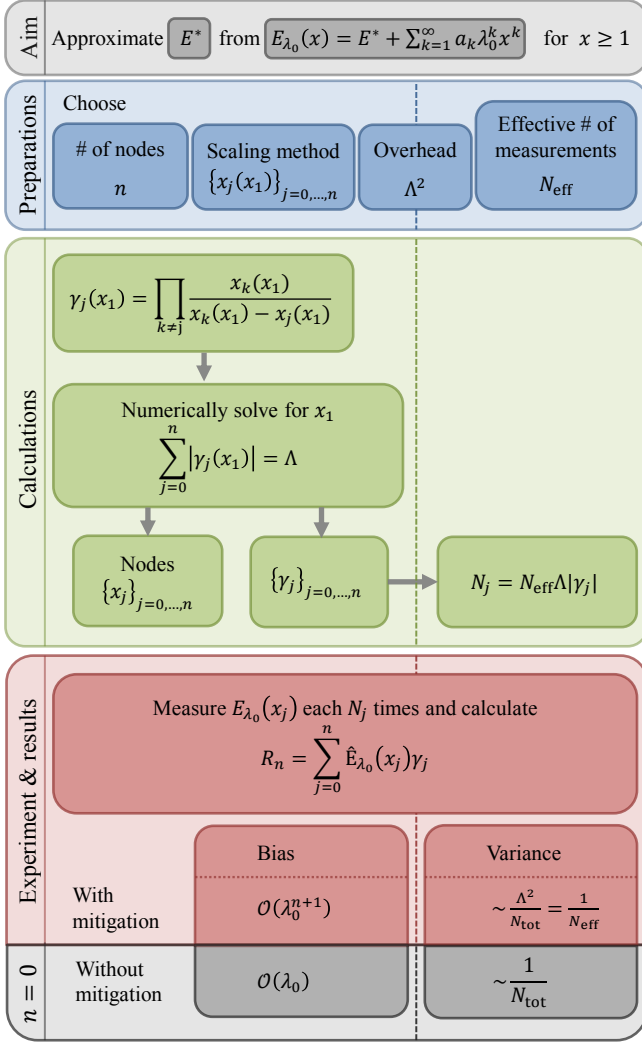 Aim
Approximate E* from E_{λ_0}(x) = E* + ∑_{k=1}^{∞} a_k λ_0^k x^k for x ≥ 1
Preparations
Choose
# of nodes
n
Scaling method
{x_j(x_1)}_{j=0,…,n}
Overhead
Λ²
Effective # of
measurements
N_eff
Calculations
γ_j(x_1) = ∏_{k≠j} x_k(x_1) / (x_k(x_1) − x_j(x_1))
Numerically solve for x_1
∑_{j=0}^{n} |γ_j(x_1)| = Λ
Nodes
{x_j}_{j=0,…,n}
{γ_j}_{j=0,…,n}
N_j = N_eff Λ|γ_j|
Experiment & results
Measure E_{λ_0}(x_j) each N_j times and calculate
R_n = ∑_{j=0}^{n} Ê_{λ_0}(x_j)γ_j
Bias
Variance
With
mitigation
𝒪(λ_0^{n+1})
~ Λ²/N_tot = 1/N_eff
n = 0
Without
mitigation
𝒪(λ_0)
~ 1/N_tot